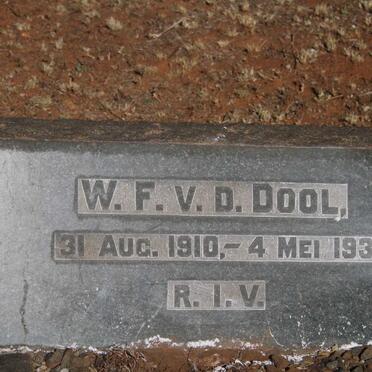 W. F. V. D. DOOL,
31 AUG. 1910,- 4 MEI
R. I. V.